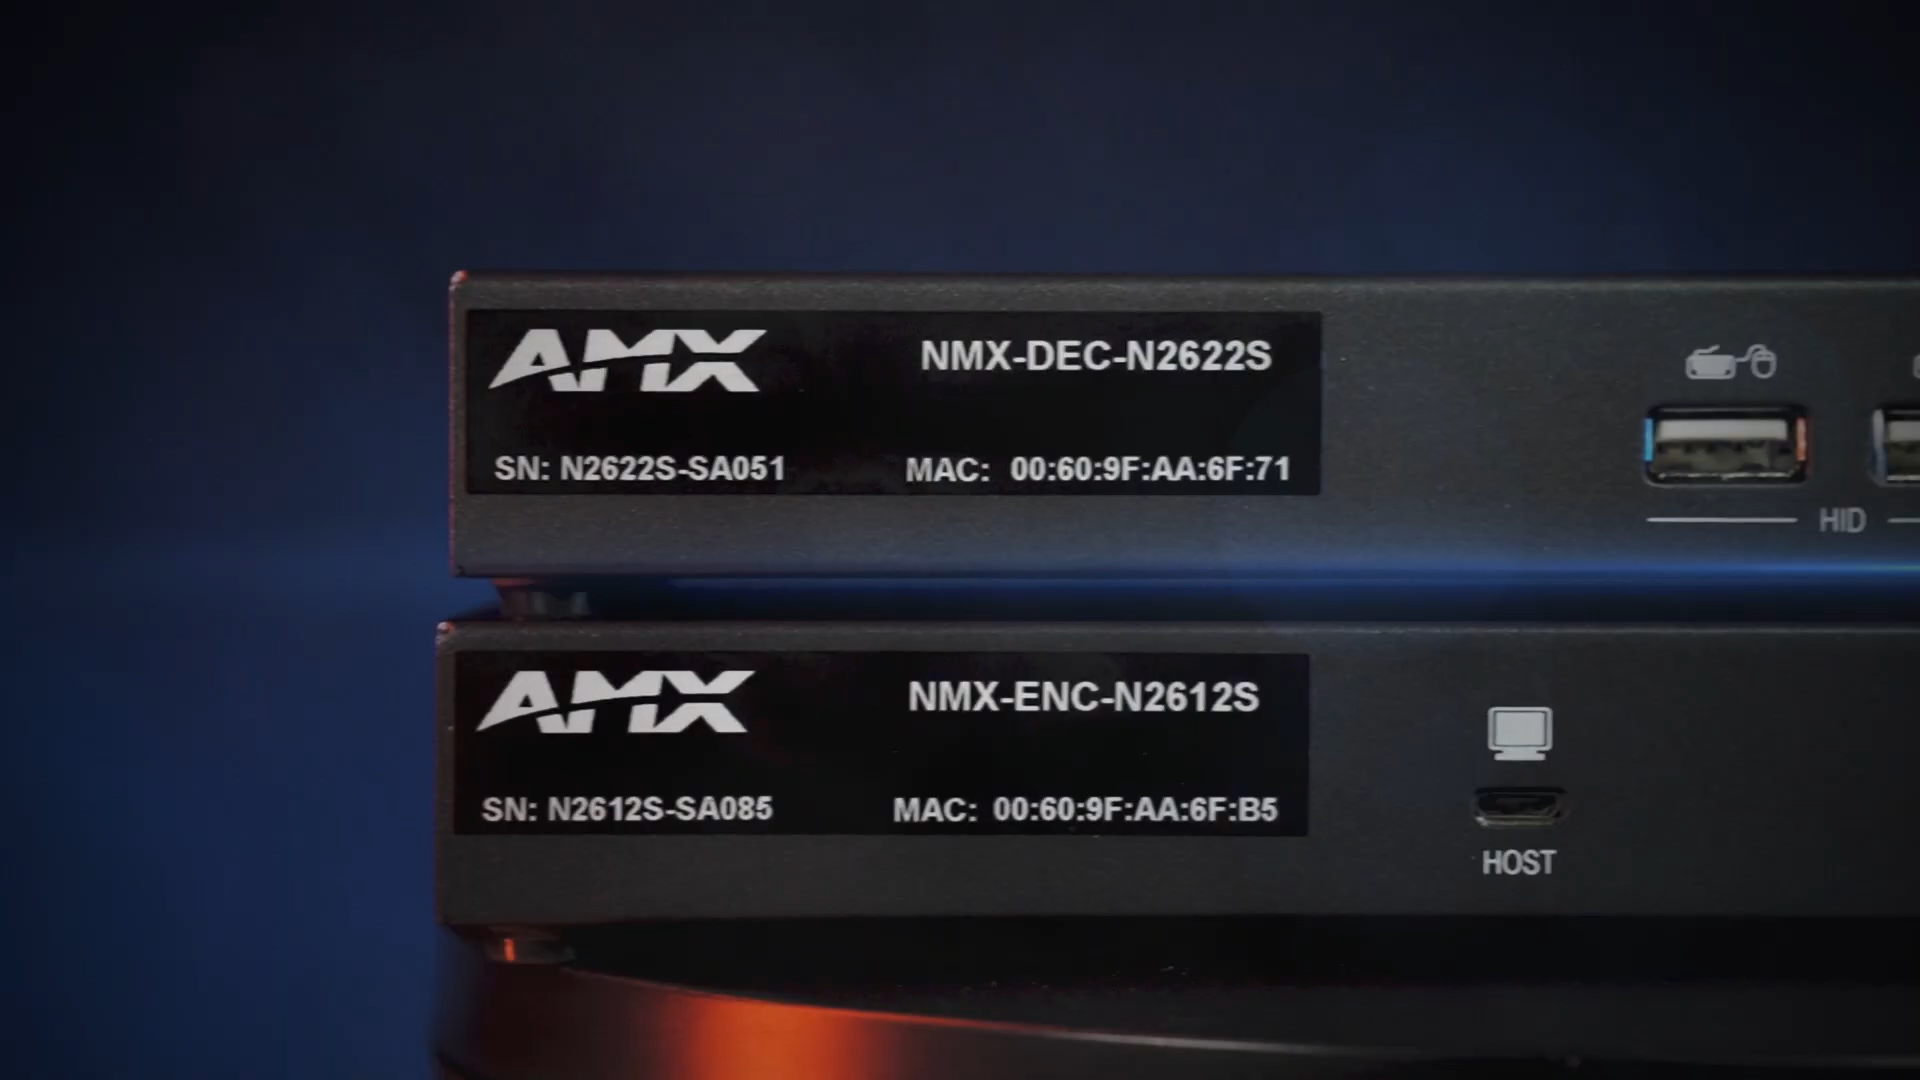 AMX NMX-DEC-N2622S
SN: N2622S-SA051 MAC: 00:60:9F:AA:6F:71
HID
AMX NMX-ENC-N2612S
SN: N2612S-SA085 MAC: 00:60:9F:AA:6F:B5
HOST